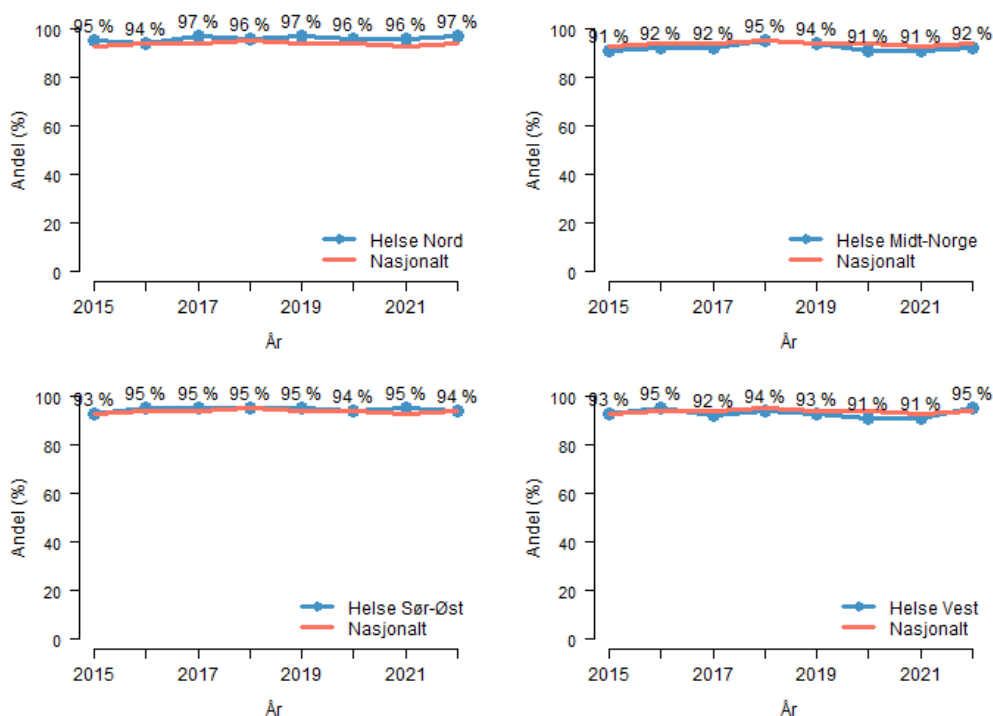 95 % 94 % 97 % 96 % 97 % 96 % 96 % 97 %
100
80
60
40
20
0
Andel (%)
Helse Nord
Nasjonalt
2015 2017 2019 2021
År
91 % 92 % 92 % 95 % 94 % 91 % 91 % 92 %
100
80
60
40
20
0
Andel (%)
Helse Midt-Norge
Nasjonalt
2015 2017 2019 2021
År
93 % 95 % 95 % 95 % 95 % 94 % 95 % 94 %
100
80
60
40
20
0
Andel (%)
Helse Sør-Øst
Nasjonalt
2015 2017 2019 2021
År
93 % 95 % 92 % 94 % 93 % 91 % 91 % 95 %
100
80
60
40
20
0
Andel (%)
Helse Vest
Nasjonalt
2015 2017 2019 2021
År